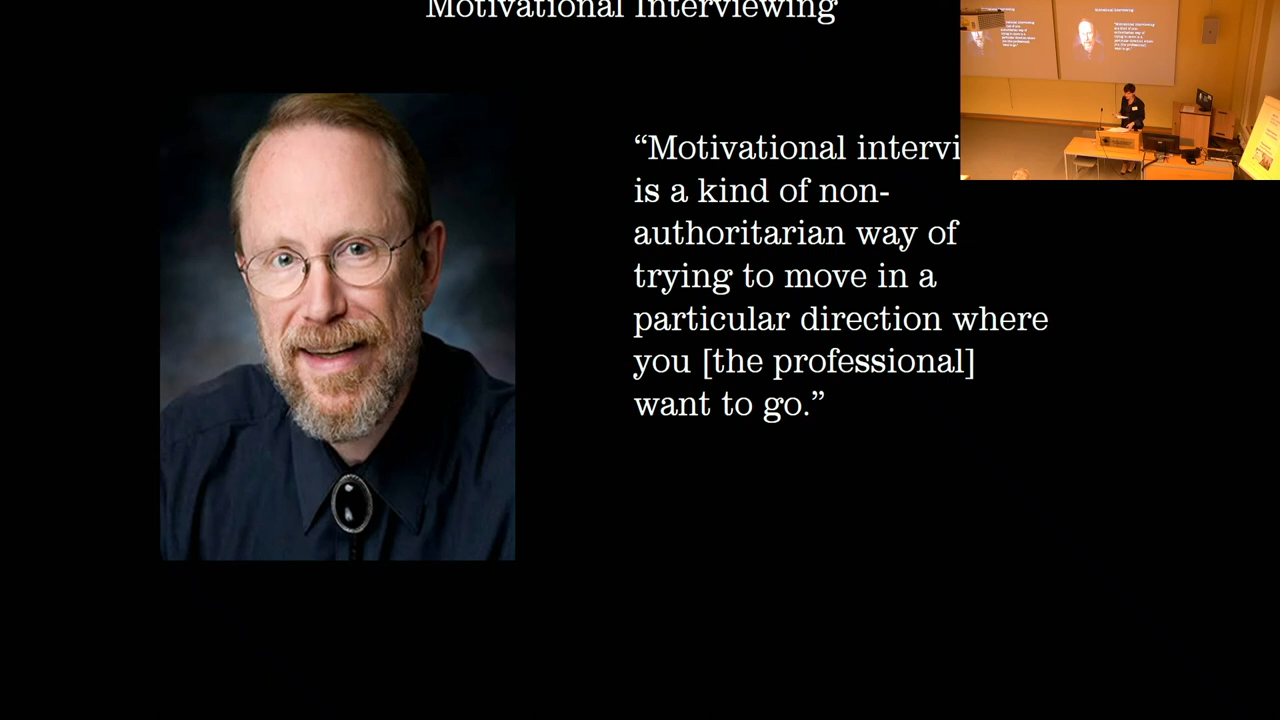 Motivational Interviewing
“Motivational intervi
is a kind of non-
authoritarian way of
trying to move in a
particular direction where
you [the professional]
want to go.”